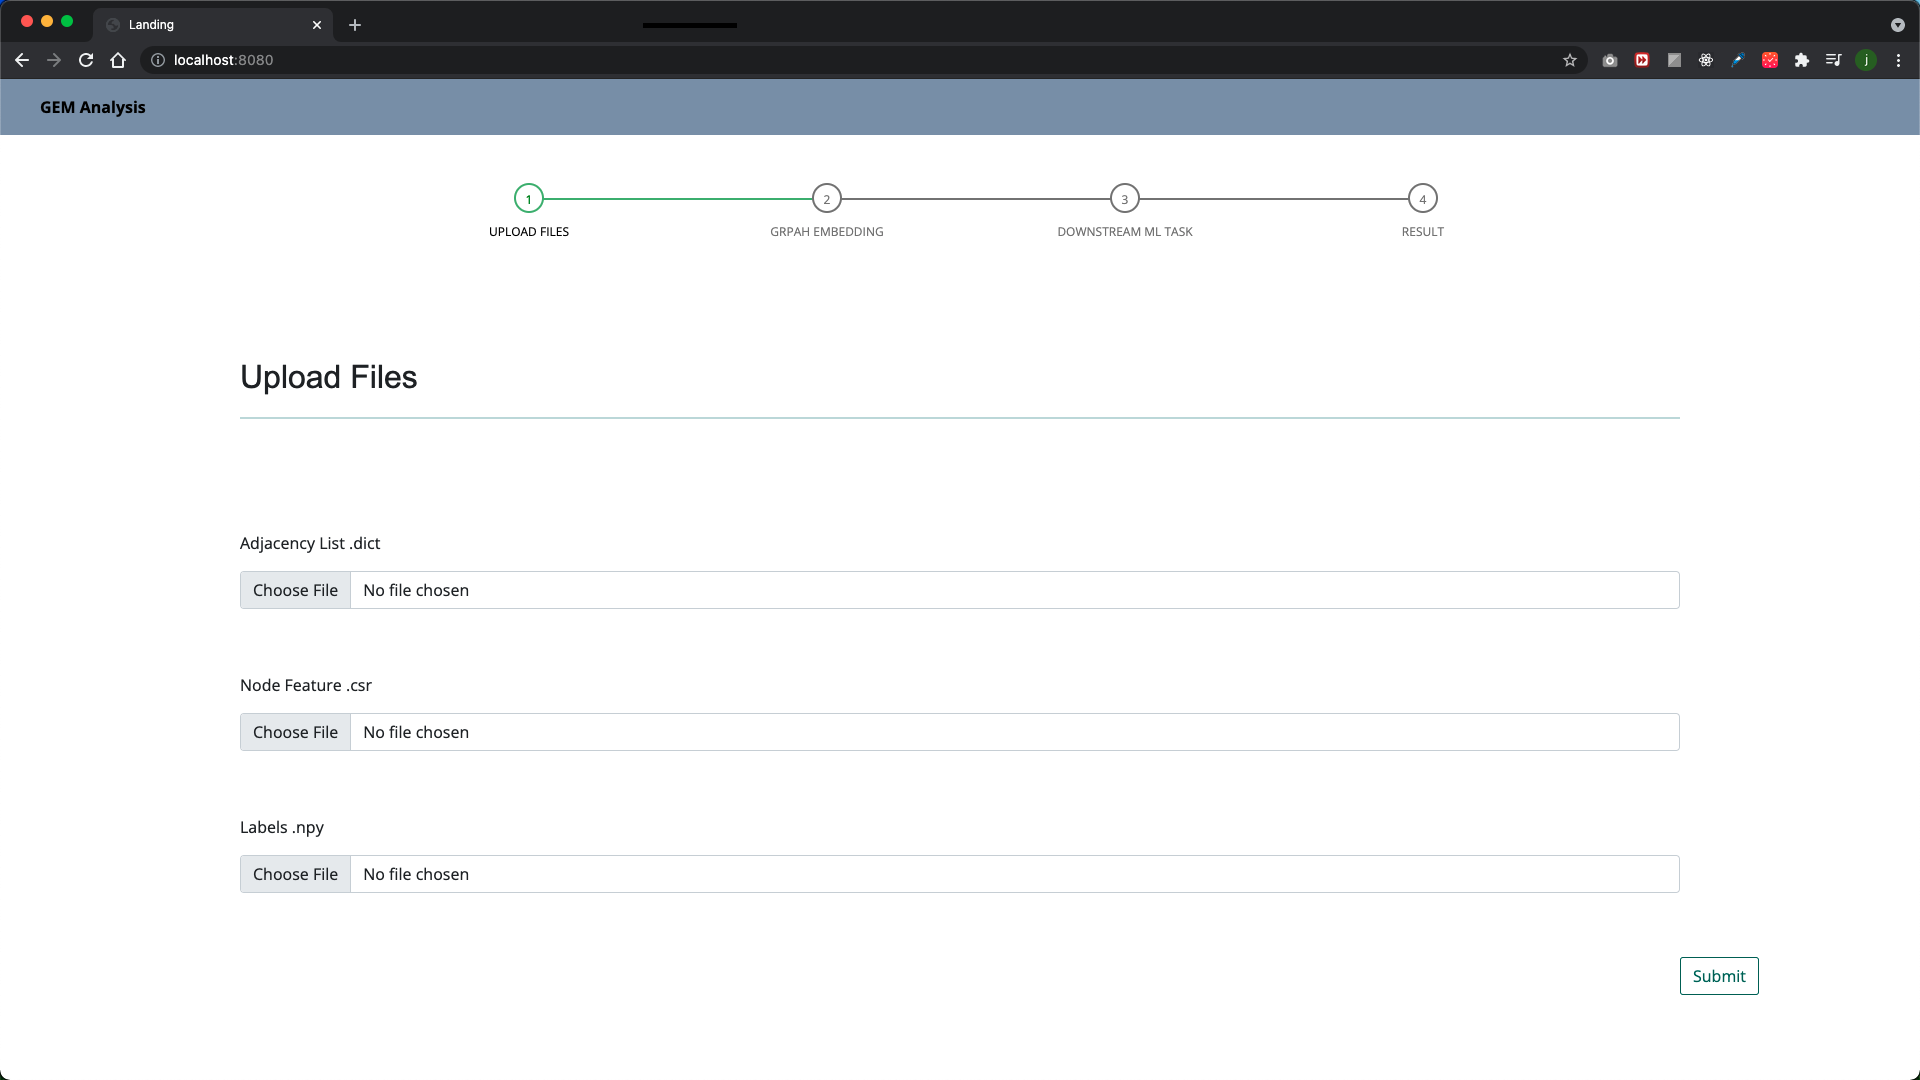 Landing
localhost:8080
j
GEM Analysis
1 2 3 4
UPLOAD FILES GRPAH EMBEDDING DOWNSTREAM ML TASK RESULT
Upload Files
Adjacency List .dict
Choose File No file chosen
Node Feature .csr
Choose File No file chosen
Labels .npy
Choose File No file chosen
Submit